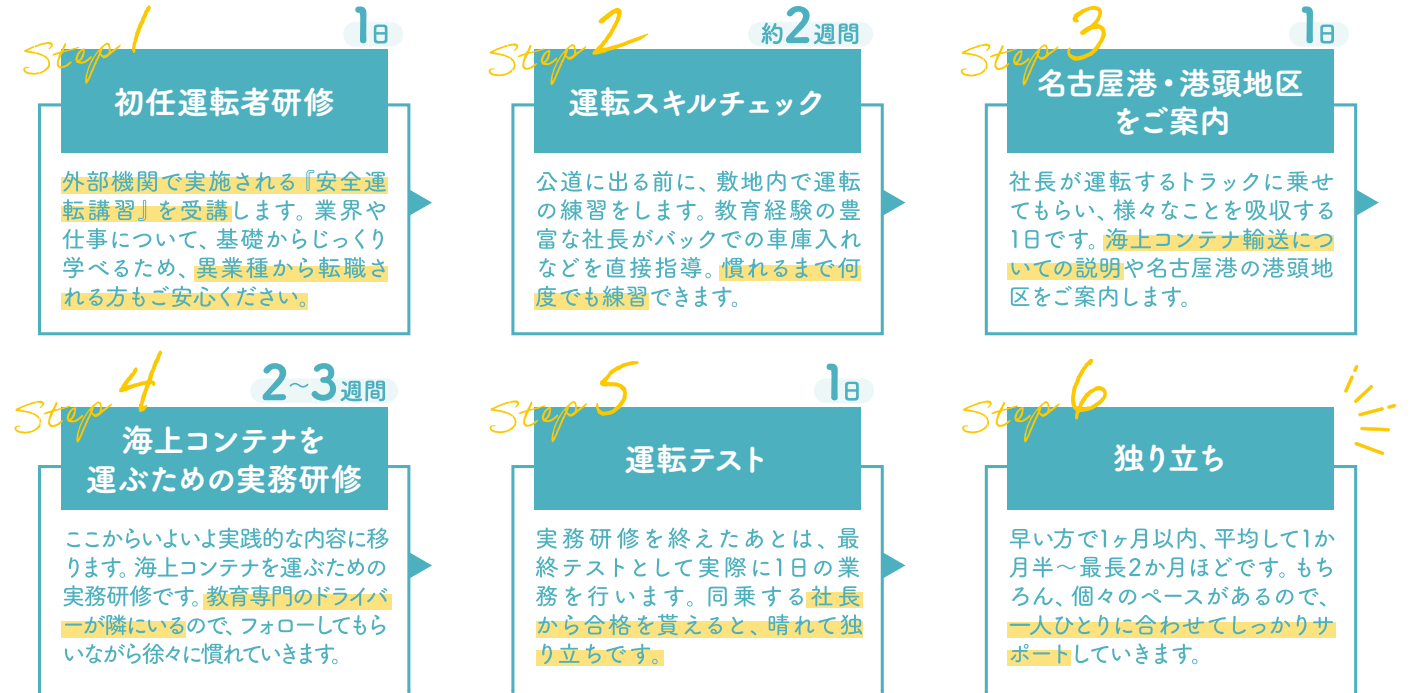 Step 1
1日
初任運転者研修
外部機関で実施される『安全運
転講習』を受講します。業界や
仕事について、基礎からじっくり
学べるため、異業種から転職さ
れる方もご安心ください。
Step 2
約2週間
運転スキルチェック
公道に出る前に、敷地内で運転
の練習をします。教育経験の豊
富な社長がバックでの車庫入れ
などを直接指導。慣れるまで何
度でも練習できます。
Step 3
1日
名古屋港・港頭地区
をご案内
社長が運転するトラックに乗せ
てもらい、様々なことを吸収する
1日です。海上コンテナ輸送につ
いての説明や名古屋港の港頭地
区をご案内します。
Step 4
2〜3週間
海上コンテナを
運ぶための実務研修
ここからいよいよ実践的な内容に移
ります。海上コンテナを運ぶための
実務研修です。教育専門のドライバ
ーが隣にいるので、フォローしてもら
いながら徐々に慣れていきます。
Step 5
1日
運転テスト
実務研修を終えたあとは、最
終テストとして実際に1日の業
務を行います。同乗する社長
から合格を貰えると、晴れて独
り立ちです。
Step 6
独り立ち
早い方で1ヶ月以内、平均して1か
月半〜最長2か月ほどです。もち
ろん、個々のペースがあるので、
一人ひとりに合わせてしっかりサ
ポートしていきます。